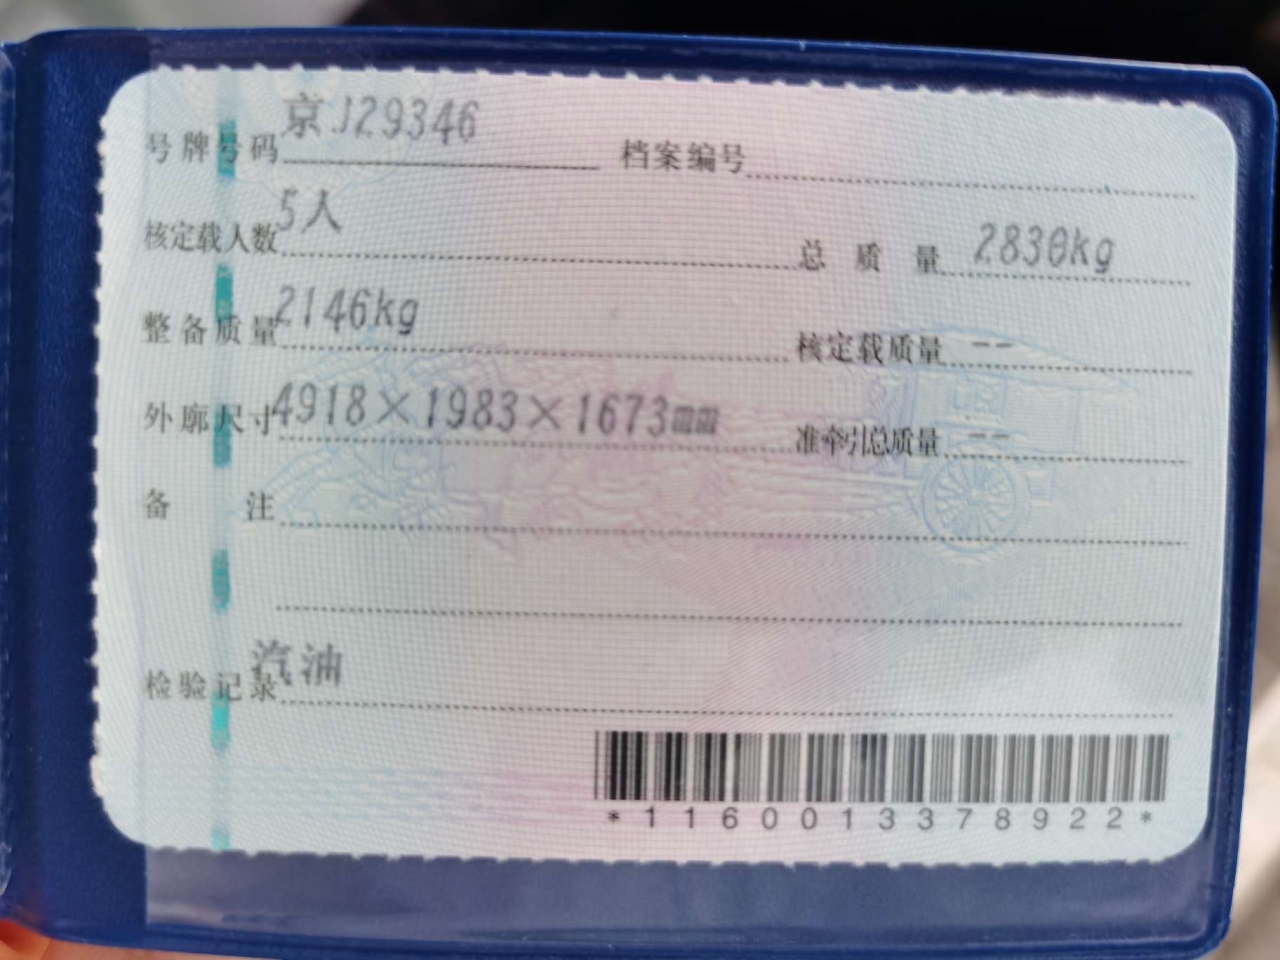 号牌号码 京J29346 档案编号
核定载人数 5人 总质量 2830kg
整备质量 2146kg 核定载质量 --
外廓尺寸 4918×1983×1673mm 准牵引总质量 --
备注
检验记录 汽油
*1160013378922*